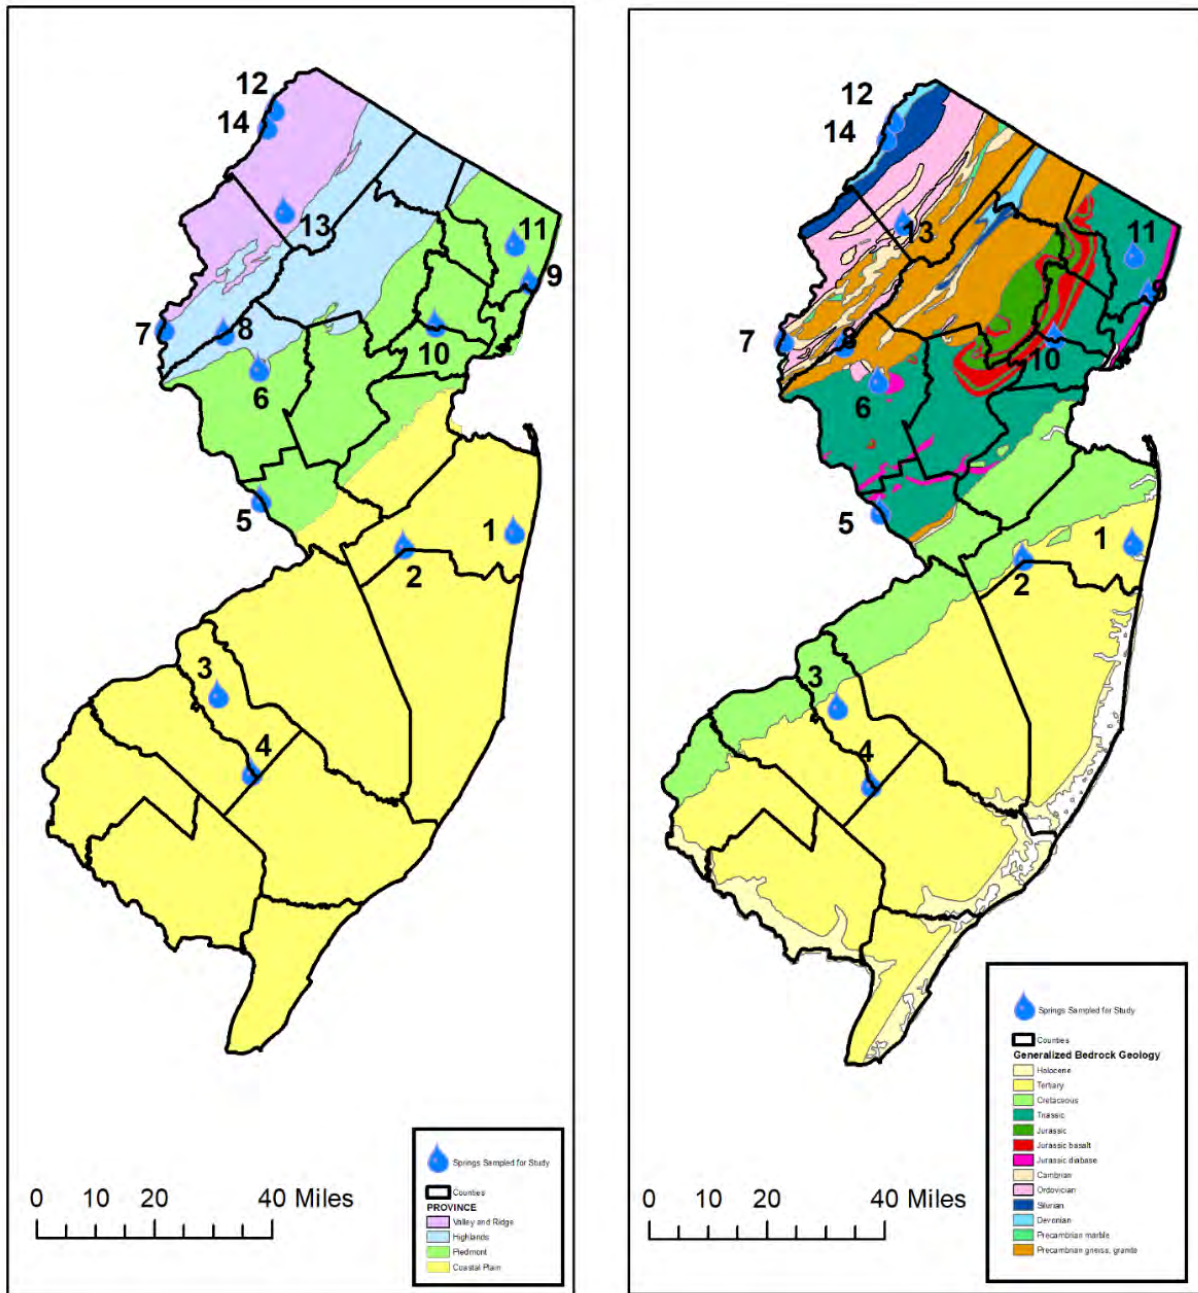 12
14
13
11
9
7
8
10
6
5
1
2
3
4
Springs Sampled for Study
Counties
PROVINCE
Valley and Ridge
Highlands
Piedmont
Coastal Plain
0 10 20 40 Miles
12
14
13
11
9
7
8
10
6
5
1
2
3
4
Springs Sampled for Study
Counties
Generalized Bedrock Geology
Holocene
Tertiary
Cretaceous
Triassic
Jurassic
Jurassic basalt
Jurassic diabase
Cambrian
Ordovician
Silurian
Devonian
Precambrian marble
Precambrian gneiss, granite
0 10 20 40 Miles